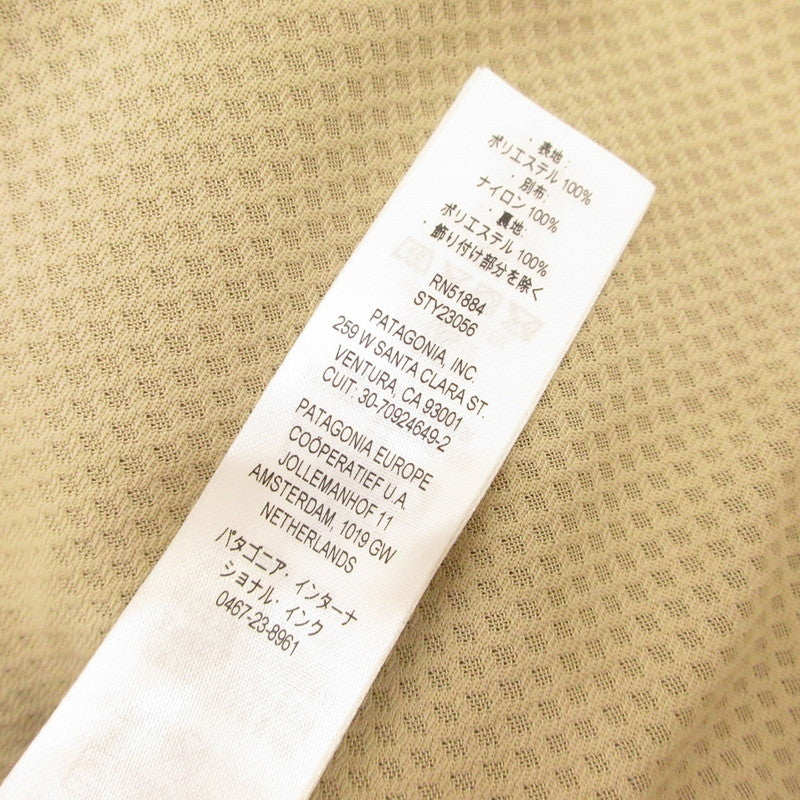 ・表地:
ポリエステル 100%
・別布:
ナイロン 100%
・裏地:
ポリエステル 100%
・飾り付け部分を除く
RN51884
STY23056
PATAGONIA, INC.
259 W SANTA CLARA ST.
VENTURA, CA 93001
CUIT: 30-70924649-2
PATAGONIA EUROPE
COÖPERATIEF U.A.
JOLLEMANHOF 11
AMSTERDAM, 1019 GW
NETHERLANDS
パタゴニア・インターナ
ショナル・インク
0467-23-8961